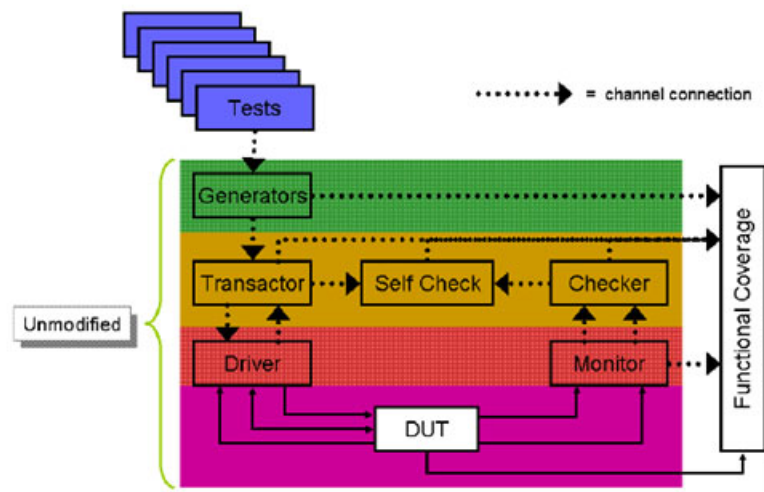 Tests
= channel connection
Generators
Transactor
Self Check
Checker
Unmodified
Driver
Monitor
DUT
Functional Coverage